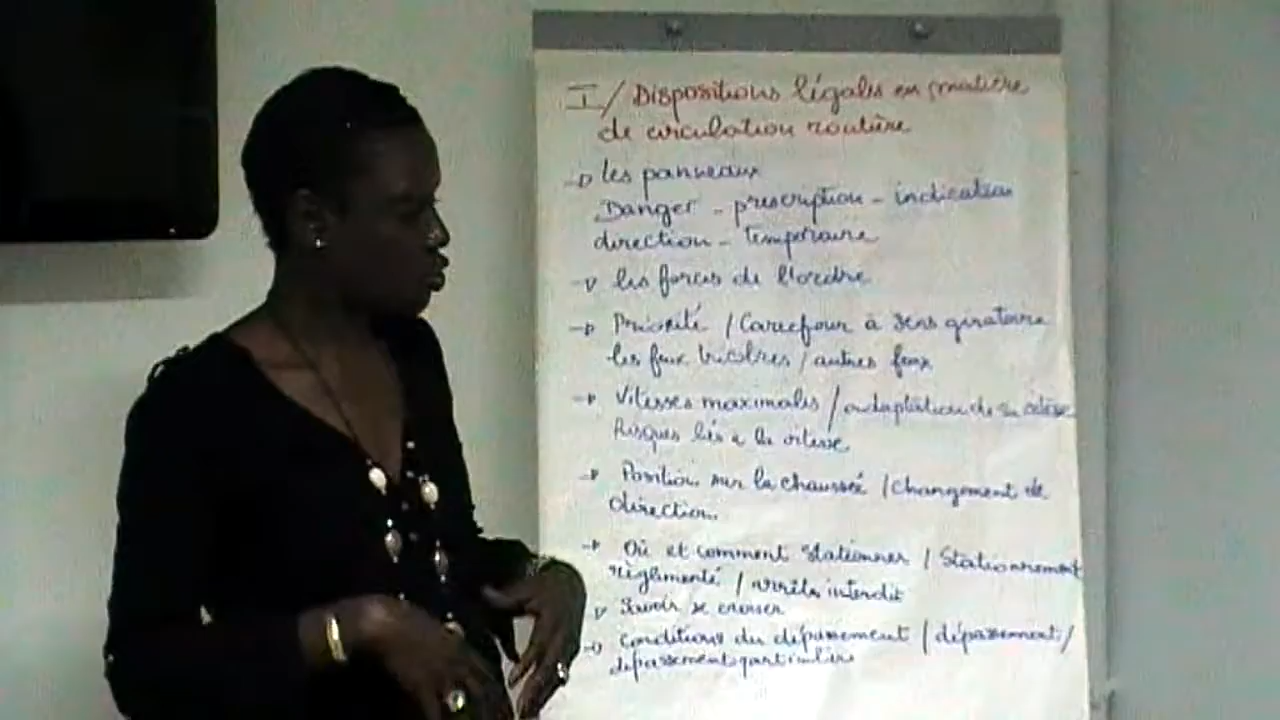 I/ Dispositions légales en matière
de circulation routière
→ les panneaux
Danger - prescription - indication
direction - temporaire
→ les forces de l'ordre
→ Priorité / Carrefour à sens giratoire
les feux tricolores / autres feux
→ Vitesses maximales / adaptation de sa vitesse
Risques liés à la vitesse
→ Position sur la chaussée / Changement de
direction.
→ Où et comment stationner / Stationnement
règlementé / arrêts interdit
→ Savoir se croiser
→ Conditions du dépassement / dépassement /
dépassements particuliers